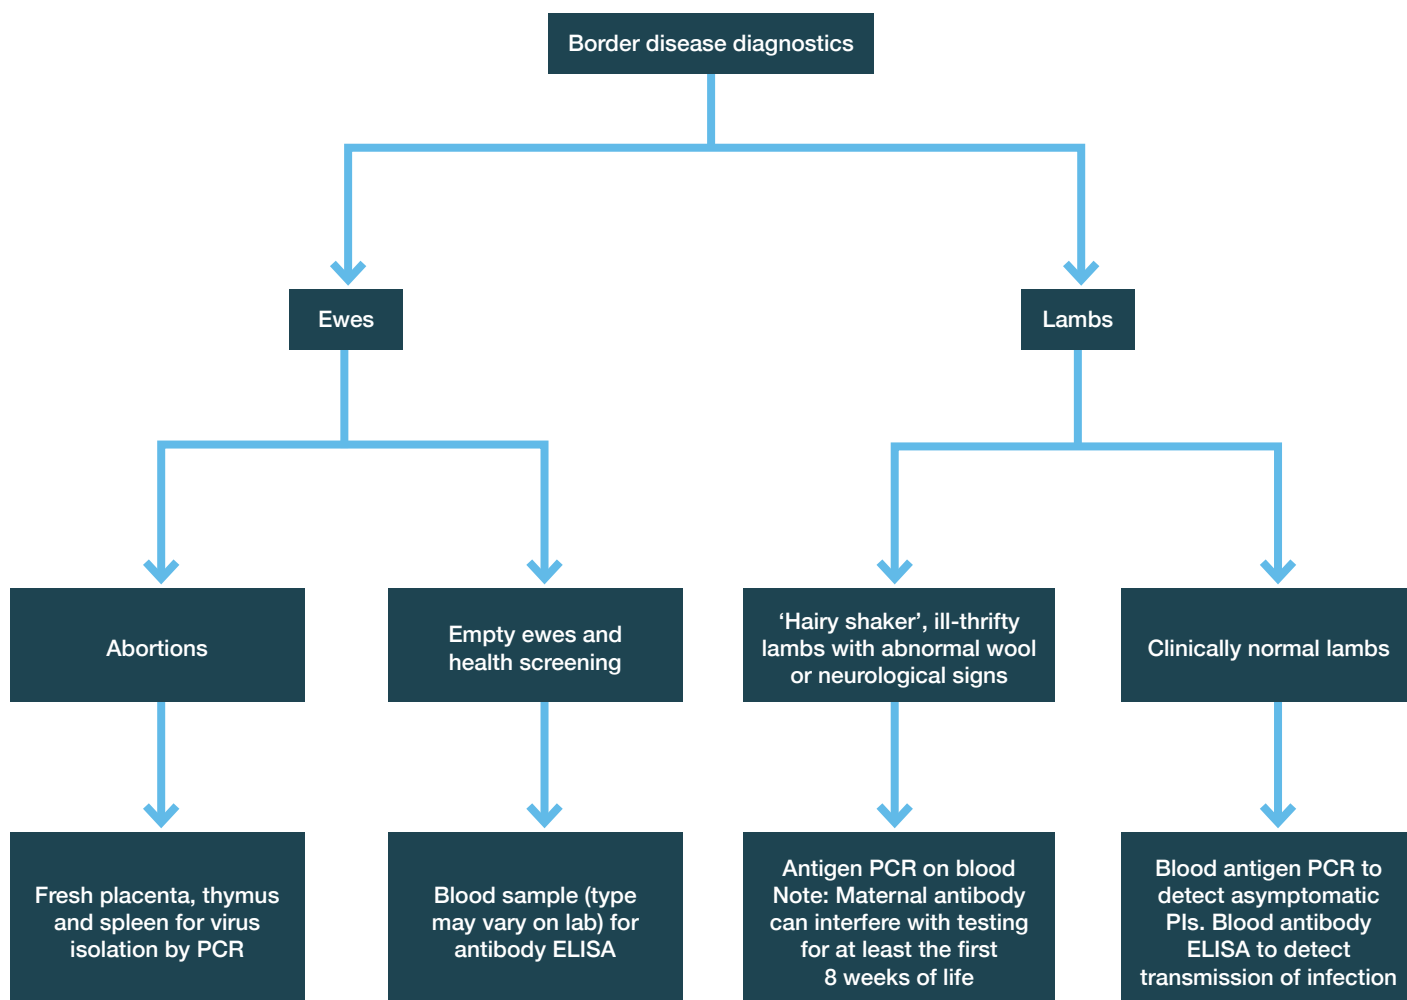 Border disease diagnostics
Ewes
Lambs
Abortions
Empty ewes and
health screening
‘Hairy shaker’, ill-thrifty
lambs with abnormal wool
or neurological signs
Clinically normal lambs
Fresh placenta, thymus
and spleen for virus
isolation by PCR
Blood sample (type
may vary on lab) for
antibody ELISA
Antigen PCR on blood
Note: Maternal antibody
can interfere with testing
for at least the first
8 weeks of life
Blood antigen PCR to
detect asymptomatic
PIs. Blood antibody
ELISA to detect
transmission of infection